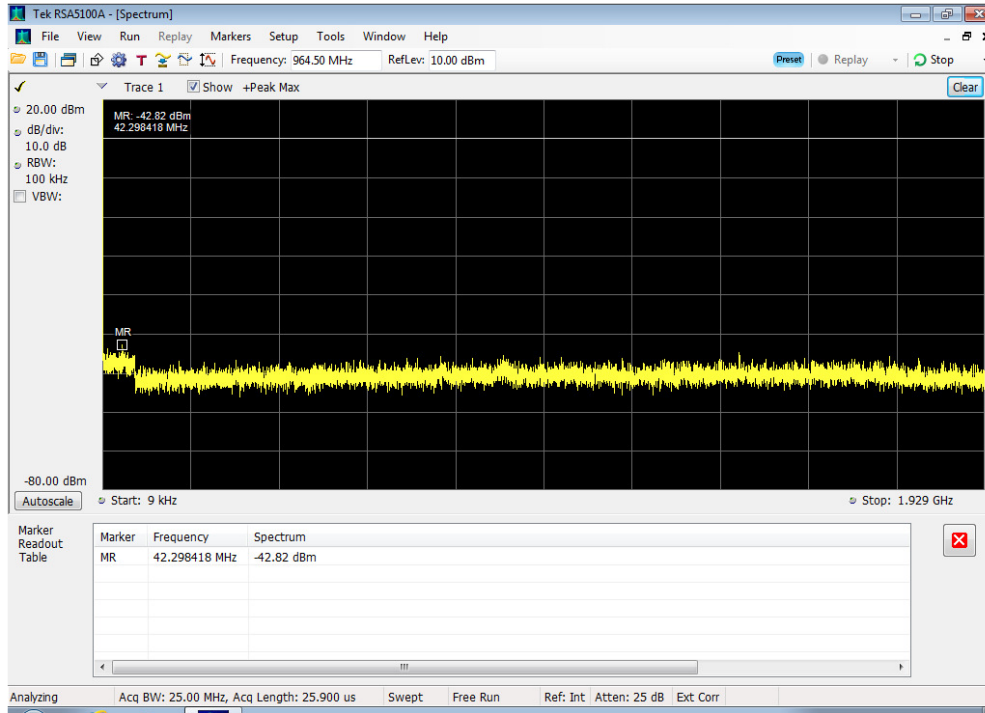 Tek RSA5100A - [Spectrum]
File View Run Replay Markers Setup Tools Window Help
Frequency: 964.50 MHz RefLev: 10.00 dBm Preset Replay Stop
Trace 1 Show +Peak Max Clear
20.00 dBm
dB/div:
10.0 dB
RBW:
100 kHz
VBW:
MR: -42.82 dBm
42.298418 MHz
MR
-80.00 dBm
Autoscale Start: 9 kHz Stop: 1.929 GHz
Marker
Readout
Table
Marker Frequency Spectrum
MR 42.298418 MHz -42.82 dBm
Analyzing Acq BW: 25.00 MHz, Acq Length: 25.900 us Swept Free Run Ref: Int Atten: 25 dB Ext Corr